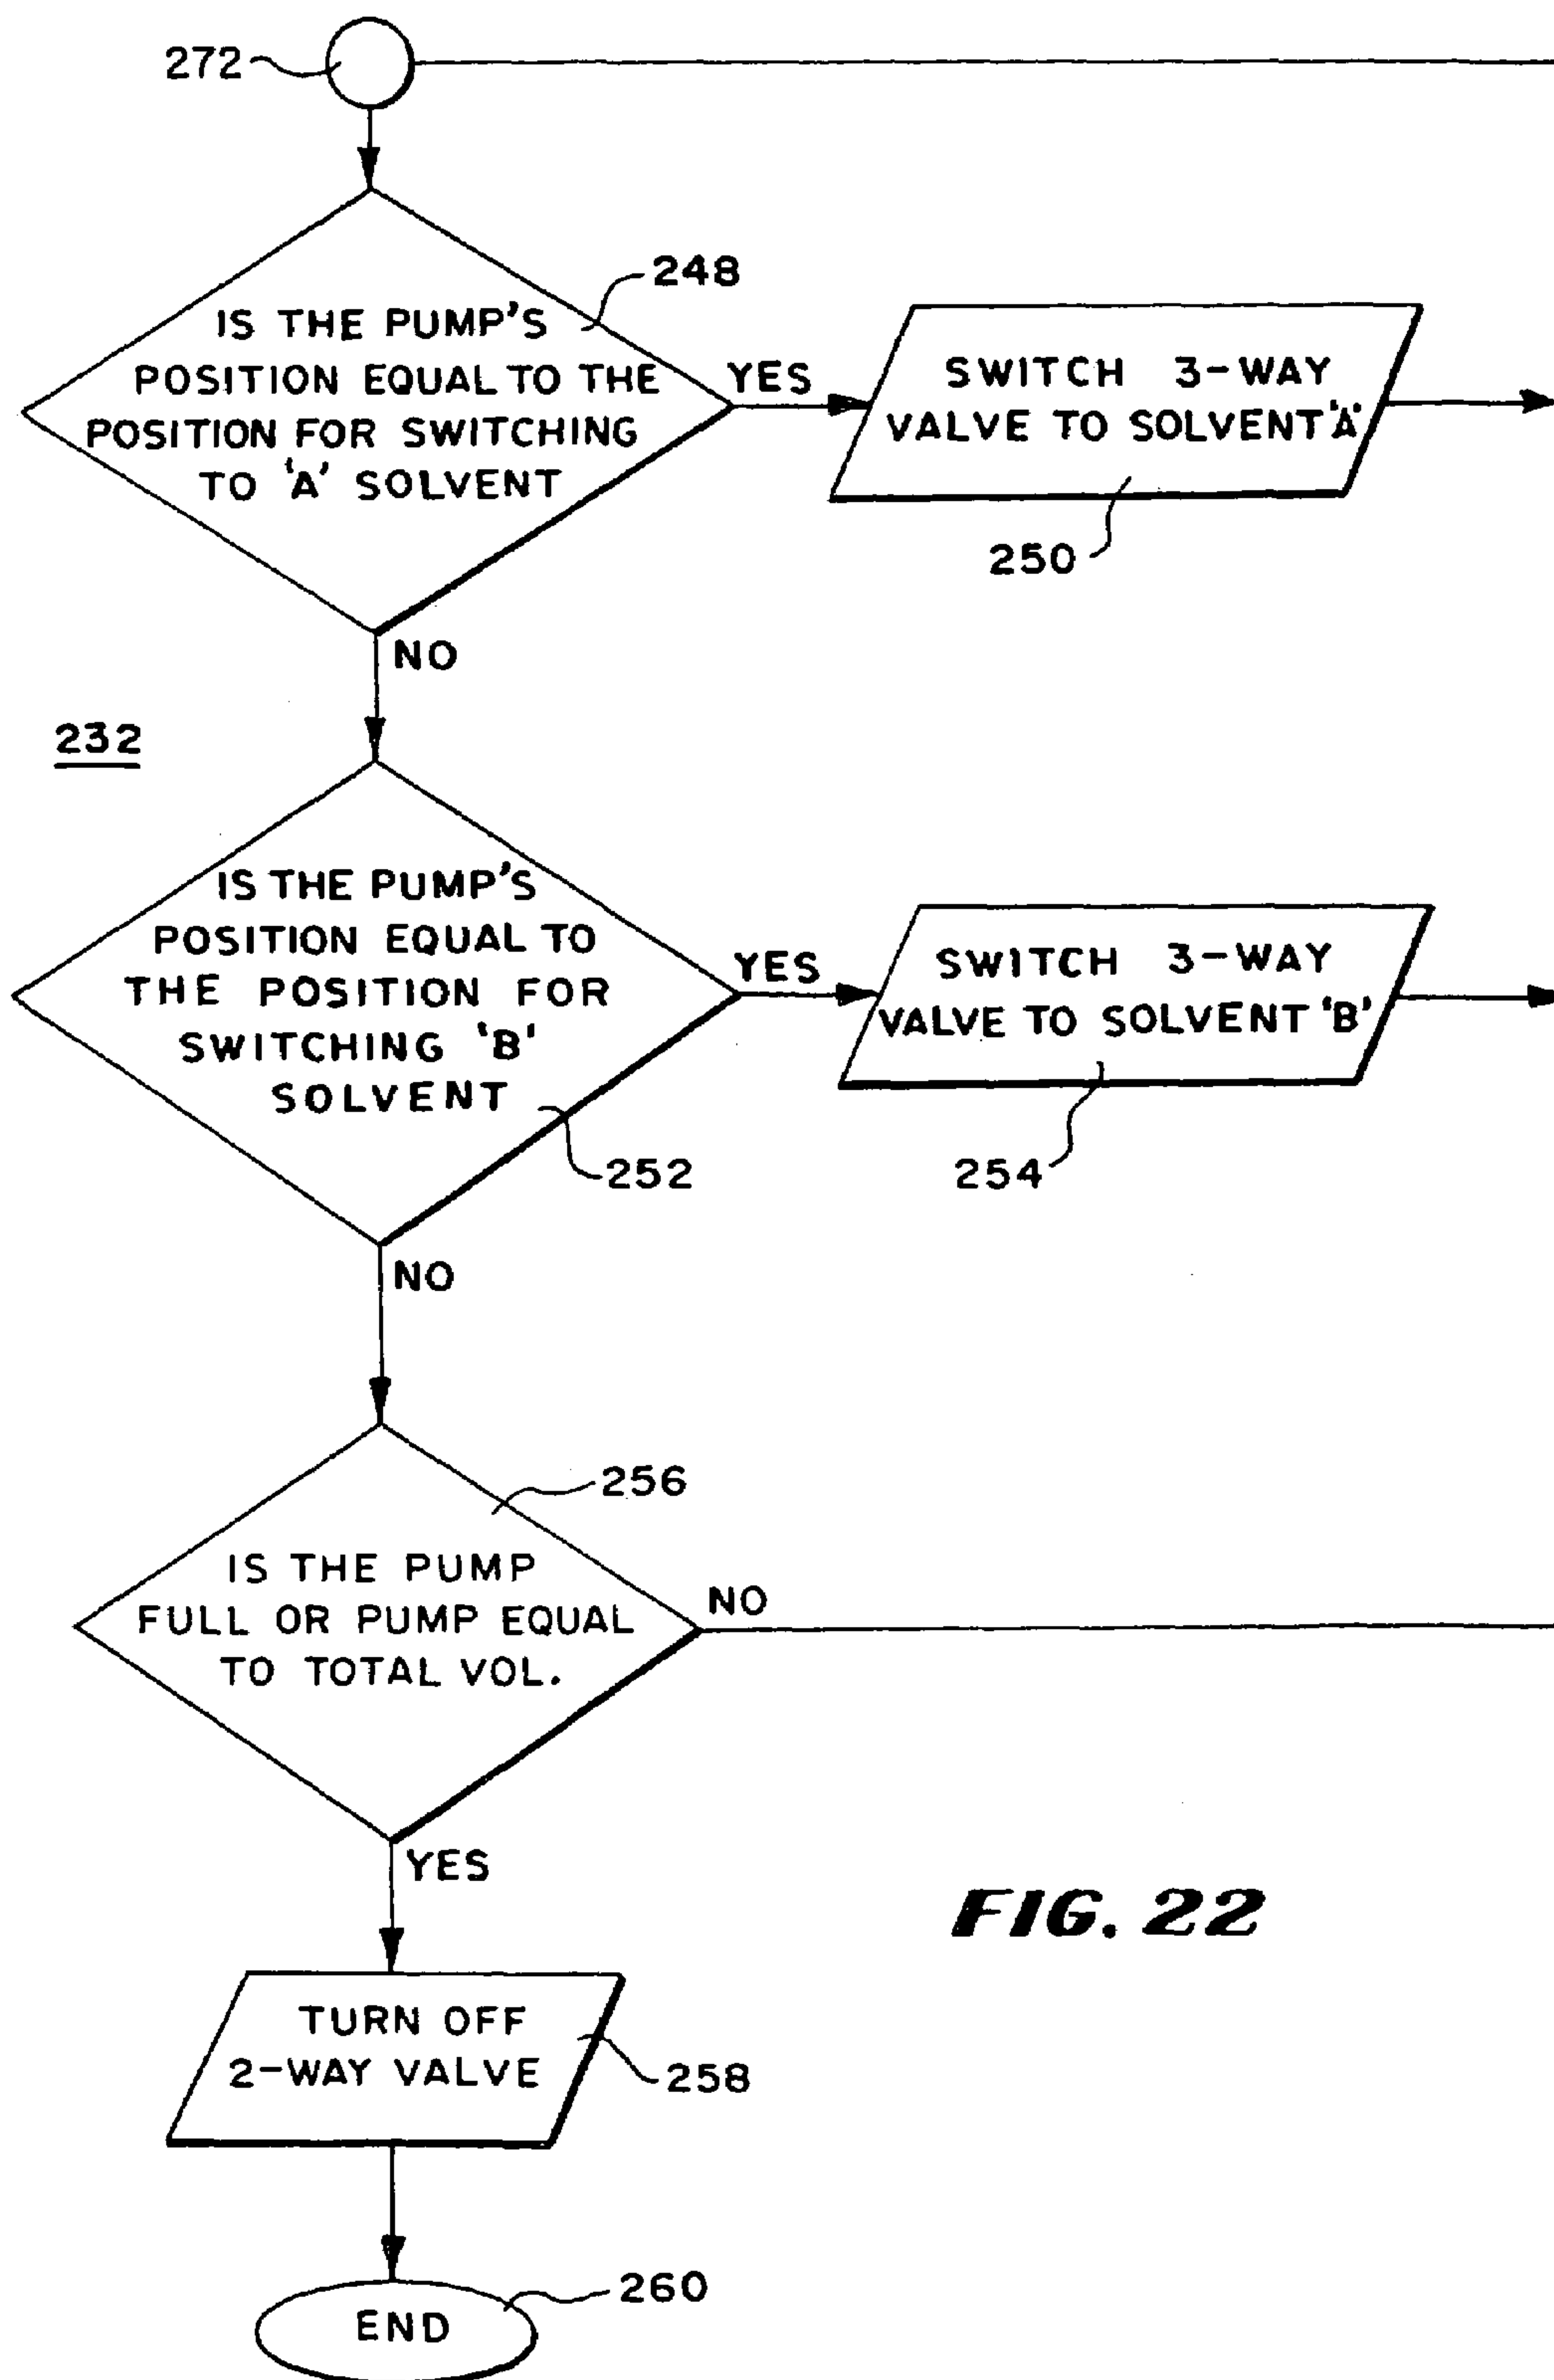 272
248
IS THE PUMP'S
POSITION EQUAL TO THE
POSITION FOR SWITCHING
TO 'A' SOLVENT
YES
SWITCH 3-WAY
VALVE TO SOLVENT 'A'
250
NO
232
IS THE PUMP'S
POSITION EQUAL TO
THE POSITION FOR
SWITCHING 'B'
SOLVENT
YES
SWITCH 3-WAY
VALVE TO SOLVENT 'B'
252
254
NO
256
IS THE PUMP
FULL OR PUMP EQUAL
TO TOTAL VOL.
NO
YES
FIG. 22
TURN OFF
2-WAY VALVE
258
260
END